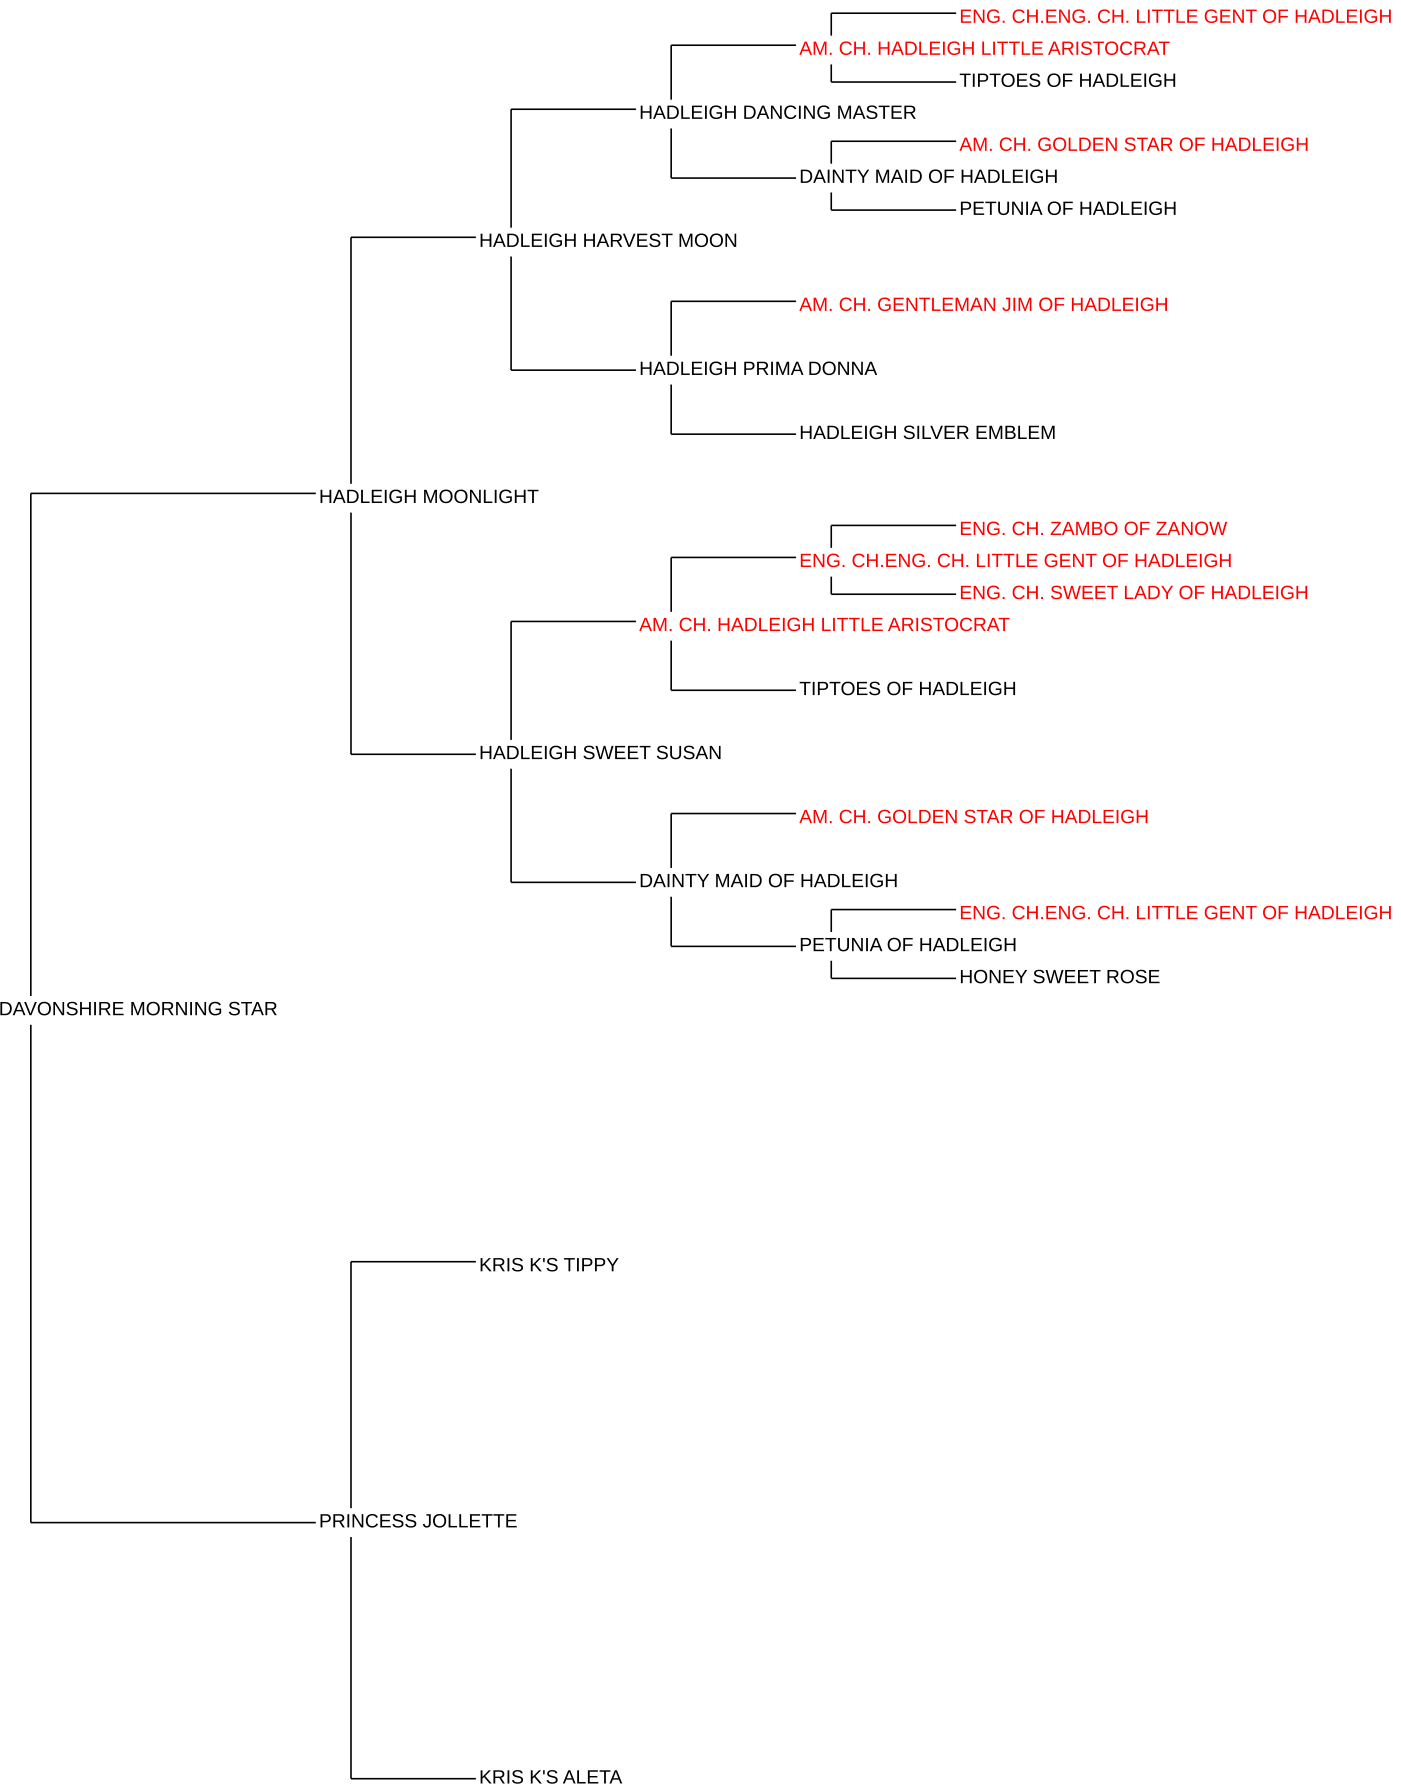 ENG. CH.ENG. CH. LITTLE GENT OF HADLEIGH
AM. CH. HADLEIGH LITTLE ARISTOCRAT
TIPTOES OF HADLEIGH
HADLEIGH DANCING MASTER
AM. CH. GOLDEN STAR OF HADLEIGH
DAINTY MAID OF HADLEIGH
PETUNIA OF HADLEIGH
HADLEIGH HARVEST MOON
AM. CH. GENTLEMAN JIM OF HADLEIGH
HADLEIGH PRIMA DONNA
HADLEIGH SILVER EMBLEM
HADLEIGH MOONLIGHT
ENG. CH. ZAMBO OF ZANOW
ENG. CH.ENG. CH. LITTLE GENT OF HADLEIGH
ENG. CH. SWEET LADY OF HADLEIGH
AM. CH. HADLEIGH LITTLE ARISTOCRAT
TIPTOES OF HADLEIGH
HADLEIGH SWEET SUSAN
AM. CH. GOLDEN STAR OF HADLEIGH
DAINTY MAID OF HADLEIGH
ENG. CH.ENG. CH. LITTLE GENT OF HADLEIGH
PETUNIA OF HADLEIGH
HONEY SWEET ROSE
DAVONSHIRE MORNING STAR
KRIS K'S TIPPY
PRINCESS JOLLETTE
KRIS K'S ALETA